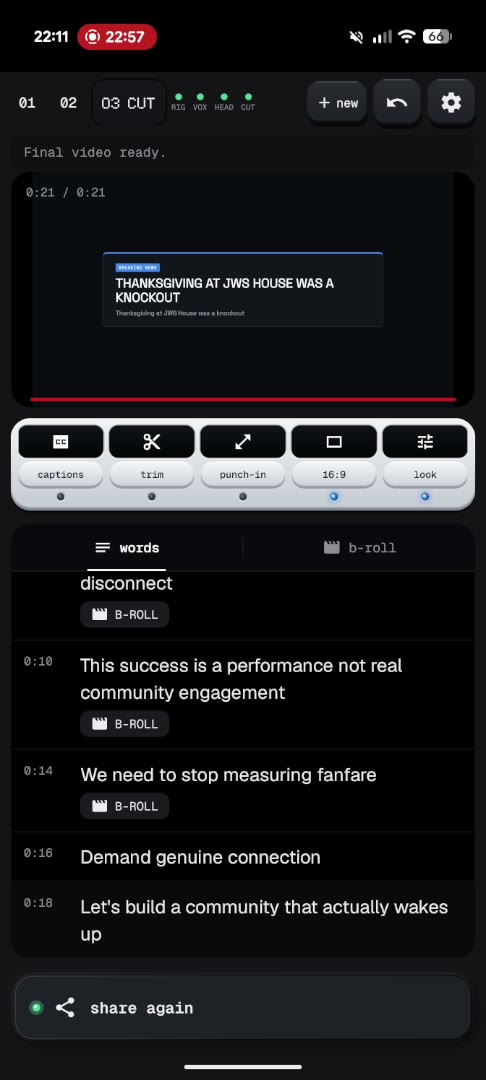 22:11
22:57
66
01
02
03 CUT
RIG
VOX
HEAD
CUT
+ new
Final video ready.
0:21 / 0:21
BREAKING NEWS
THANKSGIVING AT JWS HOUSE WAS A
KNOCKOUT
Thanksgiving at JWS House was a knockout
CC
captions
trim
punch-in
16:9
look
words
b-roll
disconnect
B-ROLL
0:10
This success is a performance not real
community engagement
B-ROLL
0:14
We need to stop measuring fanfare
B-ROLL
0:16
Demand genuine connection
0:18
Let's build a community that actually wakes
up
share again